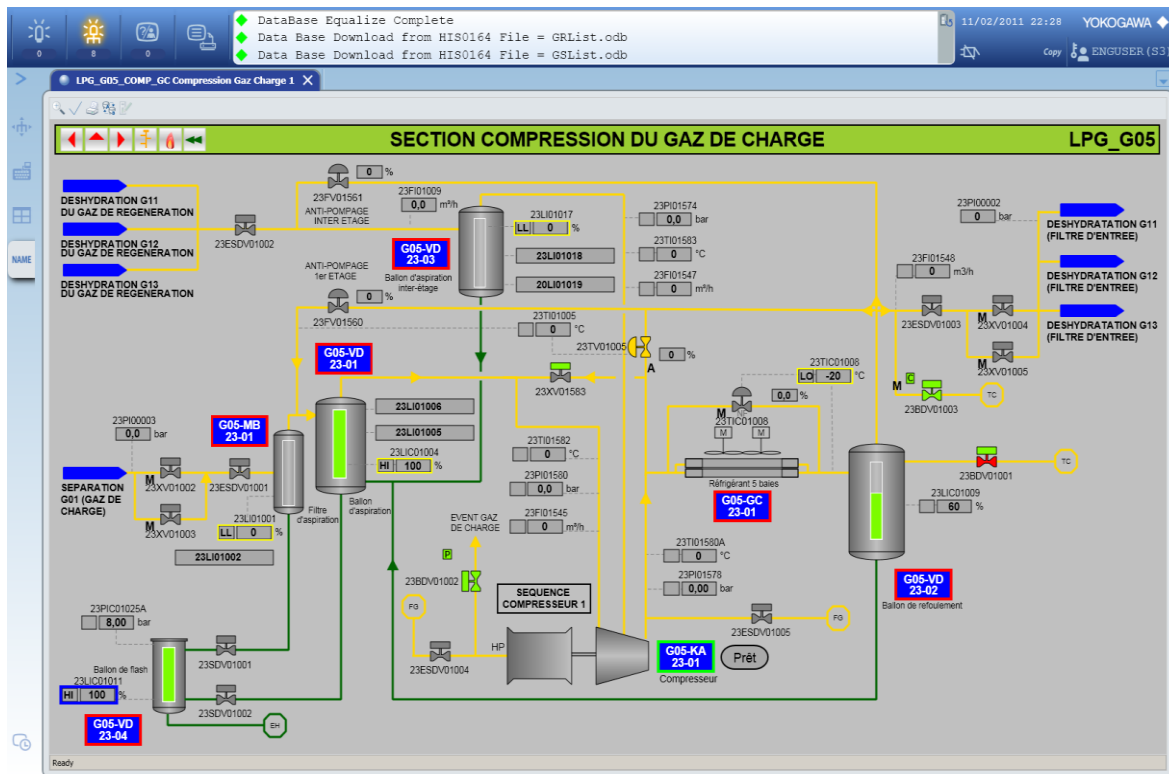 DataBase Equalize Complete
Data Base Download from HIS0164 File = GRList.odb
Data Base Download from HIS0164 File = GSList.odb
11/02/2011 22:28 YOKOGAWA
Copy ENGUSER (S3)
0 8 0
LPG_G05_COMP_GC Compression Gaz Charge 1
NAME
SECTION COMPRESSION DU GAZ DE CHARGE
LPG_G05
DESHYDRATION G11
DU GAZ DE REGENERATION
DESHYDRATION G12
DU GAZ DE REGENERATION
DESHYDRATION G13
DU GAZ DE REGENERATION
23ESDV01002
0 %
23FV01561
ANTI-POMPAGE
INTER ETAGE
23FI01009
0,0 m³/h
G05-VD
23-03
Ballon d'aspiration
inter-étage
23LI01017
LL 0 %
23LI01018
20LI01019
23PI01574
0,0 bar
23TI01583
0 °C
23FI01547
0 m³/h
23PI00002
0 bar
DESHYDRATATION G11
(FILTRE D'ENTREE)
DESHYDRATATION G12
(FILTRE D'ENTREE)
DESHYDRATATION G13
(FILTRE D'ENTREE)
23FI01548
0 m3/h
23ESDV01003
M
23XV01004
M
23XV01005
M
C
23BDV01003
TC
ANTI-POMPAGE
1er ETAGE
0 %
23FV01560
23TI01005
0 °C
23TV01005
0 %
A
G05-VD
23-01
23XV01583
23LI01006
23LI01005
23LIC01004
HI 100 %
Ballon
d'aspiration
G05-MB
23-01
Filtre
d'aspiration
23PI00003
0,0 bar
SEPARATION
G01 (GAZ DE
CHARGE)
M
23XV01002
23ESDV01001
M
23XV01003
23LI01001
LL 0 %
23LI01002
23TI01582
0 °C
23PI01580
0,0 bar
23FI01545
0 m³/h
23TIC01008
LO -20 °C
0,0 %
M
23TIC01008
M M
Réfrigérant 5 baies
G05-GC
23-01
23BDV01001
TC
23LIC01009
60 %
G05-VD
23-02
Ballon de refoulement
EVENT GAZ
DE CHARGE
P
23BDV01002
FG
23ESDV01004
SEQUENCE
COMPRESSEUR 1
HP
23TI01580A
0 °C
23PI01578
0,00 bar
23ESDV01005
FG
G05-KA
23-01
Compresseur
Prêt
23PIC01025A
8,00 bar
23SDV01001
Ballon de flash
23LIC01011
HI 100 %
23SDV01002
G05-VD
23-04
EH
Ready